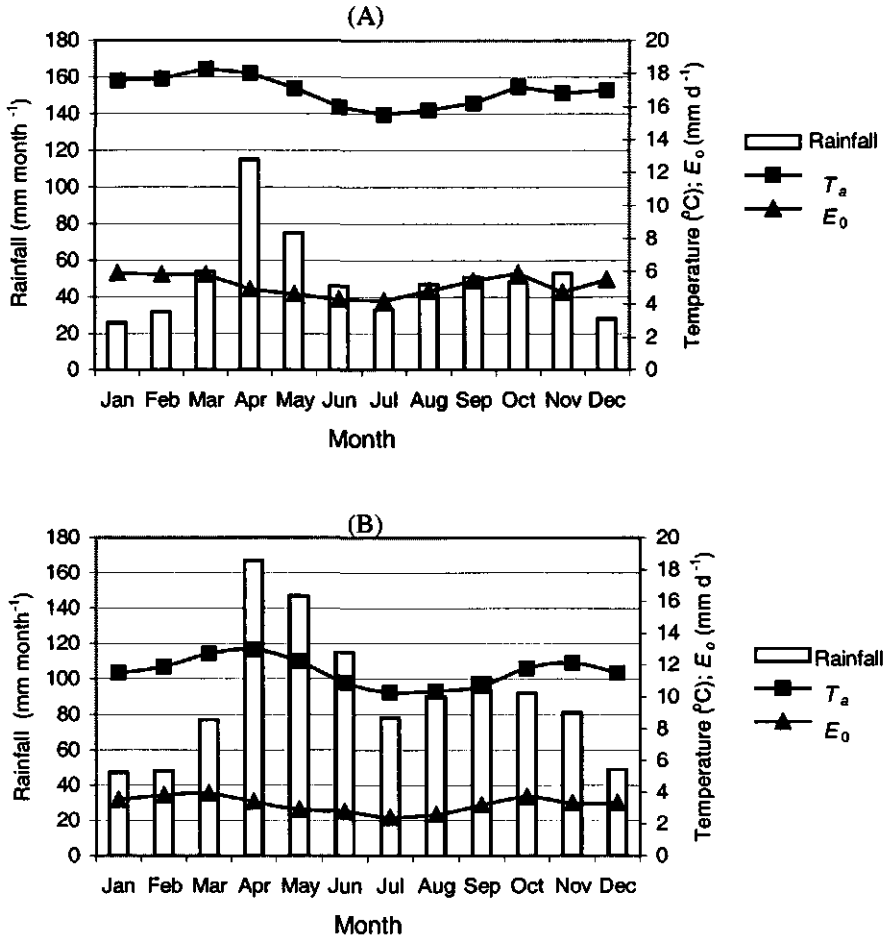 (A)
Rainfall (mm month⁻¹)
180
160
140
120
100
80
60
40
20
0
20
18
16
14
12
10
8
6
4
2
0
Temperature (⁰C); Eₒ (mm d⁻¹)
Jan Feb Mar Apr May Jun Jul Aug Sep Oct Nov Dec
Month
Rainfall
Tₐ
E₀
(B)
Rainfall (mm month⁻¹)
180
160
140
120
100
80
60
40
20
0
20
18
16
14
12
10
8
6
4
2
0
Temperature (⁰C); Eₒ (mm d⁻¹)
Jan Feb Mar Apr May Jun Jul Aug Sep Oct Nov Dec
Month
Rainfall
Tₐ
E₀